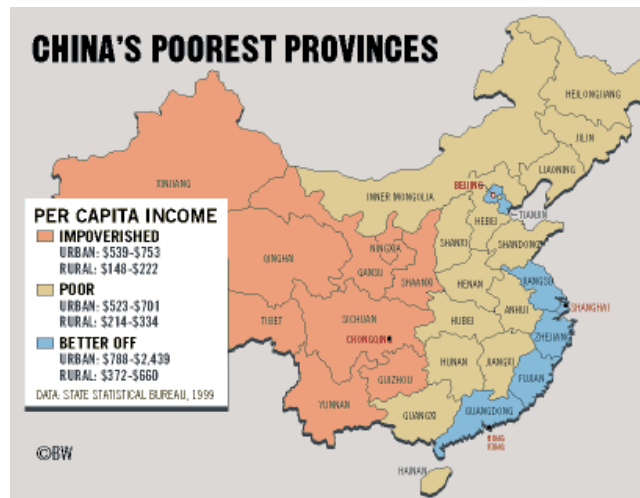 CHINA'S POOREST PROVINCES
HEILONGJIANG
JILIN
LIAONING
XINJIANG
BEIJING
INNER MONGOLIA
TIANJIN
HEBEI
PER CAPITA INCOME
IMPOVERISHED
URBAN: $539-$753
RURAL: $148-$222
POOR
URBAN: $523-$701
RURAL: $214-$334
BETTER OFF
URBAN: $788-$2,439
RURAL: $372-$660
DATA: STATE STATISTICAL BUREAU, 1999
NINGXIA
SHANXI
SHANDONG
QINGHAI
GANSU
SHAANXI
HENAN
JIANGSU
SHANGHAI
ANHUI
TIBET
SICHUAN
HUBEI
CHONGQING
ZHEJIAN
HUNAN
JIANGXI
GUIZHOU
FUJIAN
YUNNAN
GUANGXI
GUANGDONG
HONG
KONG
HAINAN
©BW